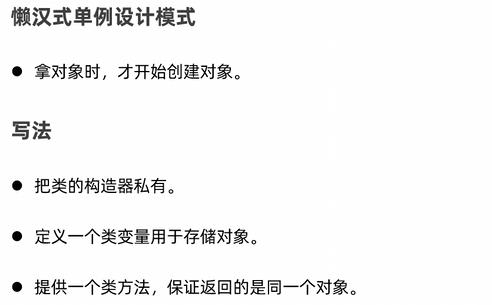 懒汉式单例设计模式
● 拿对象时，才开始创建对象。
写法
● 把类的构造器私有。
● 定义一个类变量用于存储对象。
● 提供一个类方法，保证返回的是同一个对象。